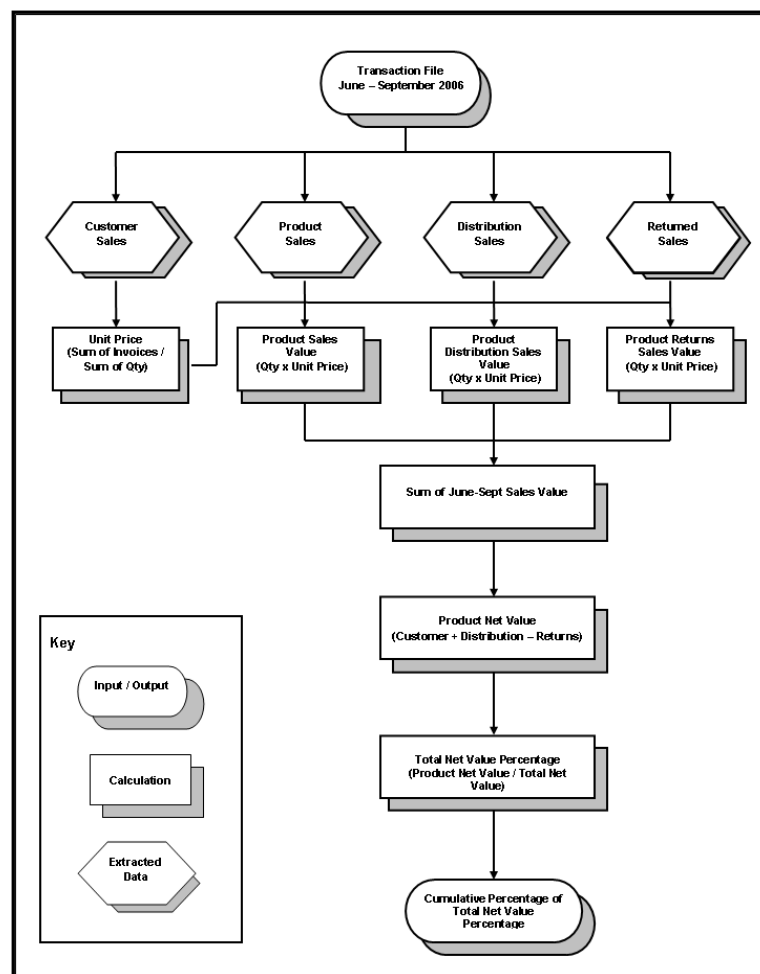 Transaction File
June – September 2006
Customer
Sales
Product
Sales
Distribution
Sales
Returned
Sales
Unit Price
(Sum of Invoices /
Sum of Qty)
Product Sales
Value
(Qty x Unit Price)
Product
Distribution Sales
Value
(Qty x Unit Price)
Product Returns
Sales Value
(Qty x Unit Price)
Sum of June-Sept Sales Value
Product Net Value
(Customer + Distribution – Returns)
Total Net Value Percentage
(Product Net Value / Total Net
Value)
Cumulative Percentage of
Total Net Value
Percentage
Key
Input / Output
Calculation
Extracted
Data